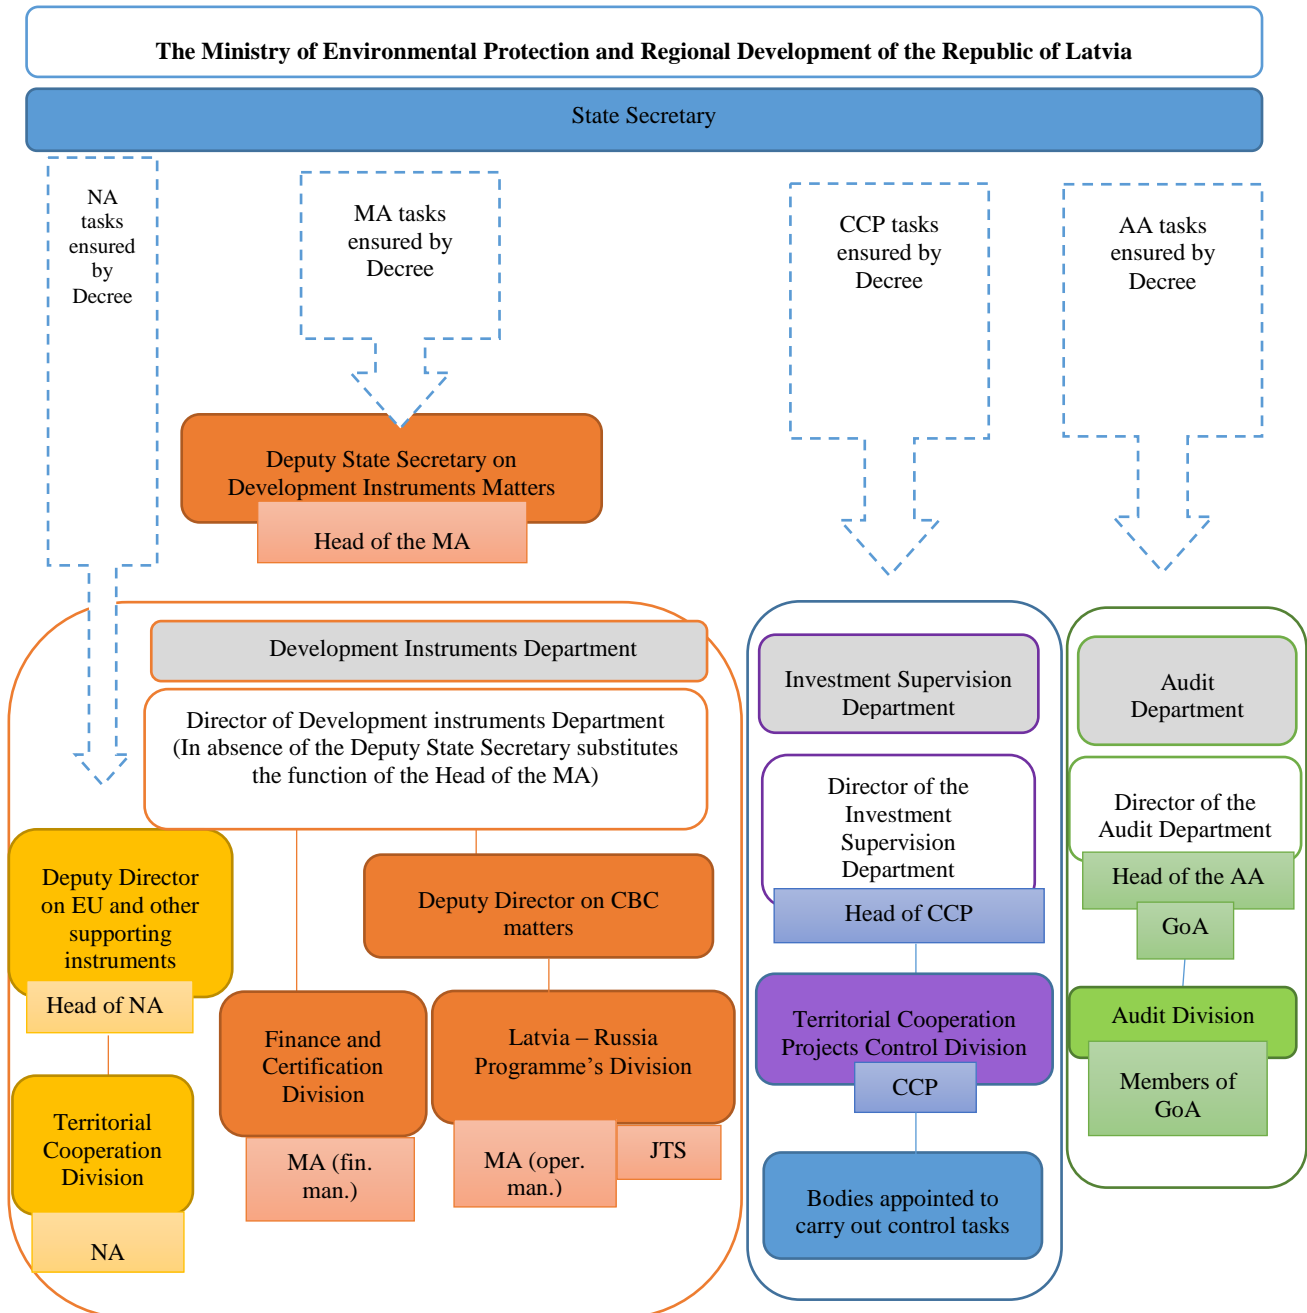 The Ministry of Environmental Protection and Regional Development of the Republic of Latvia
State Secretary
NA
tasks
ensured
by
Decree
MA tasks
ensured by
Decree
CCP tasks
ensured by
Decree
AA tasks
ensured by
Decree
Deputy State Secretary on
Development Instruments Matters
Head of the MA
Development Instruments Department
Director of Development instruments Department
(In absence of the Deputy State Secretary substitutes
the function of the Head of the MA)
Deputy Director
on EU and other
supporting
instruments
Head of NA
Territorial
Cooperation
Division
NA
Finance and
Certification
Division
MA (fin.
man.)
Deputy Director on CBC
matters
Latvia – Russia
Programme’s Division
MA (oper.
man.)
JTS
Investment Supervision
Department
Director of the
Investment
Supervision
Department
Head of CCP
Territorial Cooperation
Projects Control Division
CCP
Bodies appointed to
carry out control tasks
Audit
Department
Director of the
Audit Department
Head of the AA
GoA
Audit Division
Members of
GoA